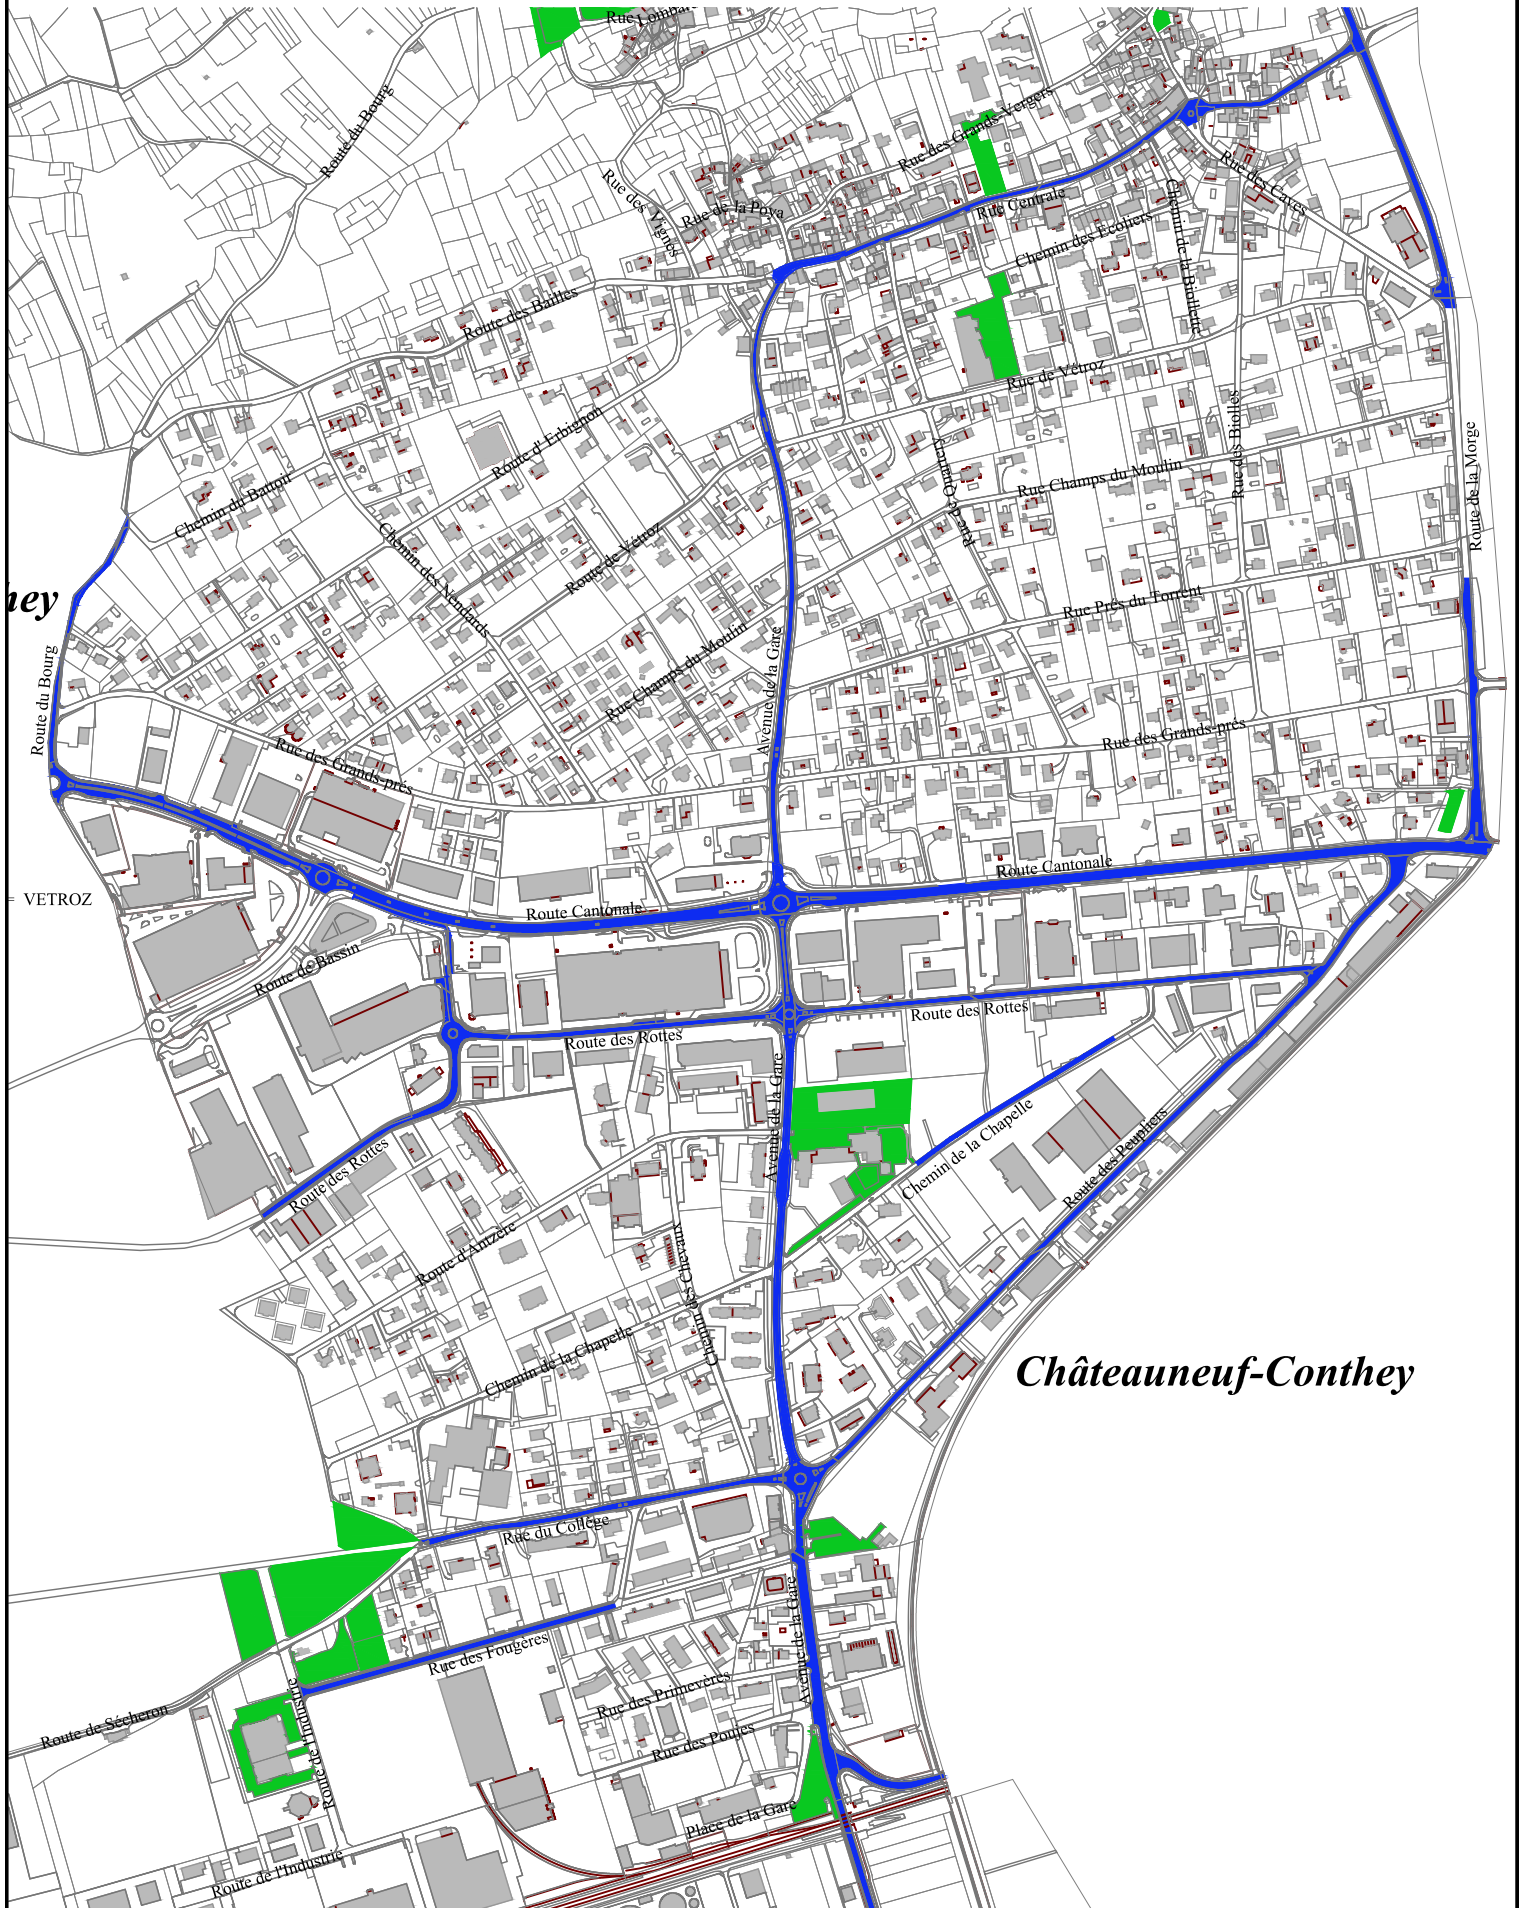 Rue Lombard
Route du Bourg
Rue des Grands-Vergers
Rue des Caves
Rue des Vignes
Rue de la Poya
Rue Centrale
Chemin des Ecoliers
Chemin de la Biollette
Route des Bailles
Rue de Vétroz
Route d'Erbignon
Rue des Biolles
Route de la Morge
Rue Champs du Moulin
Chemin du Battoit
Chemin des Vendards
Route de Vétroz
hey
Rue Prés du Torrent
Rue Champs du Moulin
Avenue de la Gare
Route du Bourg
Rue des Grands-prés
Rue des Grands-prés
Route Cantonale
= VETROZ
Route Cantonale
Route de Bassin
Route des Rottes
Route des Rottes
Avenue de la Gare
Chemin de la Chapelle
Route des Peupliers
Route des Rottes
Route d'Antzère
Chemin des Chevaux
Chemin de la Chapelle
Châteauneuf-Conthey
Rue du Collége
Avenue de la Gare
Rue des Fougères
Rue des Primevères
Route de l'Industrie
Route de Sécheron
Rue des Poujes
Place de la Gare
Route de l'Industrie